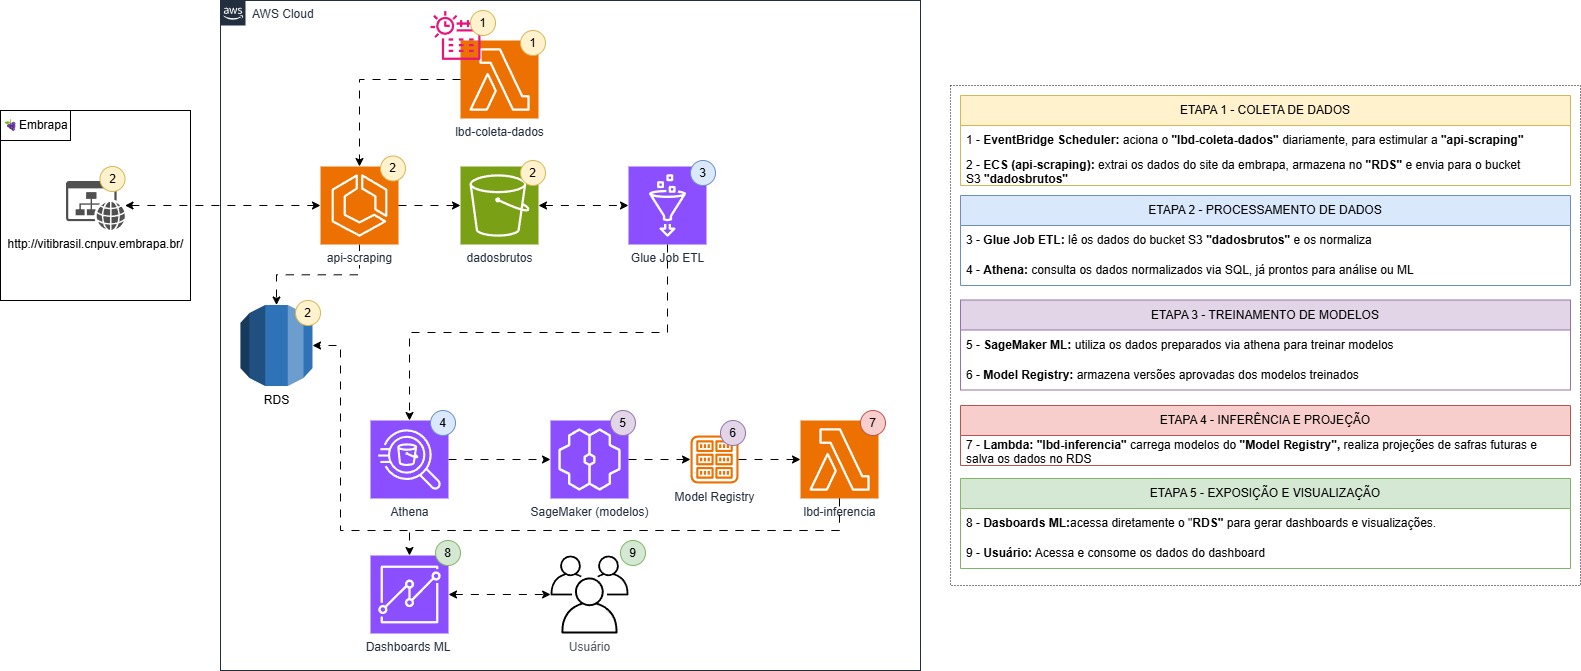 aws
AWS Cloud
1
1
lbd-coleta-dados
Embrapa
2
http://vitibrasil.cnpuv.embrapa.br/
2
api-scraping
2
dadosbrutos
3
Glue Job ETL
2
RDS
4
Athena
5
SageMaker (modelos)
6
Model Registry
7
lbd-inferencia
8
Dashboards ML
9
Usuário
ETAPA 1 - COLETA DE DADOS
1 - EventBridge Scheduler: aciona o "lbd-coleta-dados" diariamente, para estimular a "api-scraping"
2 - ECS (api-scraping): extrai os dados do site da embrapa, armazena no "RDS" e envia para o bucket
S3 "dadosbrutos"
ETAPA 2 - PROCESSAMENTO DE DADOS
3 - Glue Job ETL: lê os dados do bucket S3 "dadosbrutos" e os normaliza
4 - Athena: consulta os dados normalizados via SQL, já prontos para análise ou ML
ETAPA 3 - TREINAMENTO DE MODELOS
5 - SageMaker ML: utiliza os dados preparados via athena para treinar modelos
6 - Model Registry: armazena versões aprovadas dos modelos treinados
ETAPA 4 - INFERÊNCIA E PROJEÇÃO
7 - Lambda: "lbd-inferencia" carrega modelos do "Model Registry", realiza projeções de safras futuras e
salva os dados no RDS
ETAPA 5 - EXPOSIÇÃO E VISUALIZAÇÃO
8 - Dasboards ML:acessa diretamente o "RDS" para gerar dashboards e visualizações.
9 - Usuário: Acessa e consome os dados do dashboard